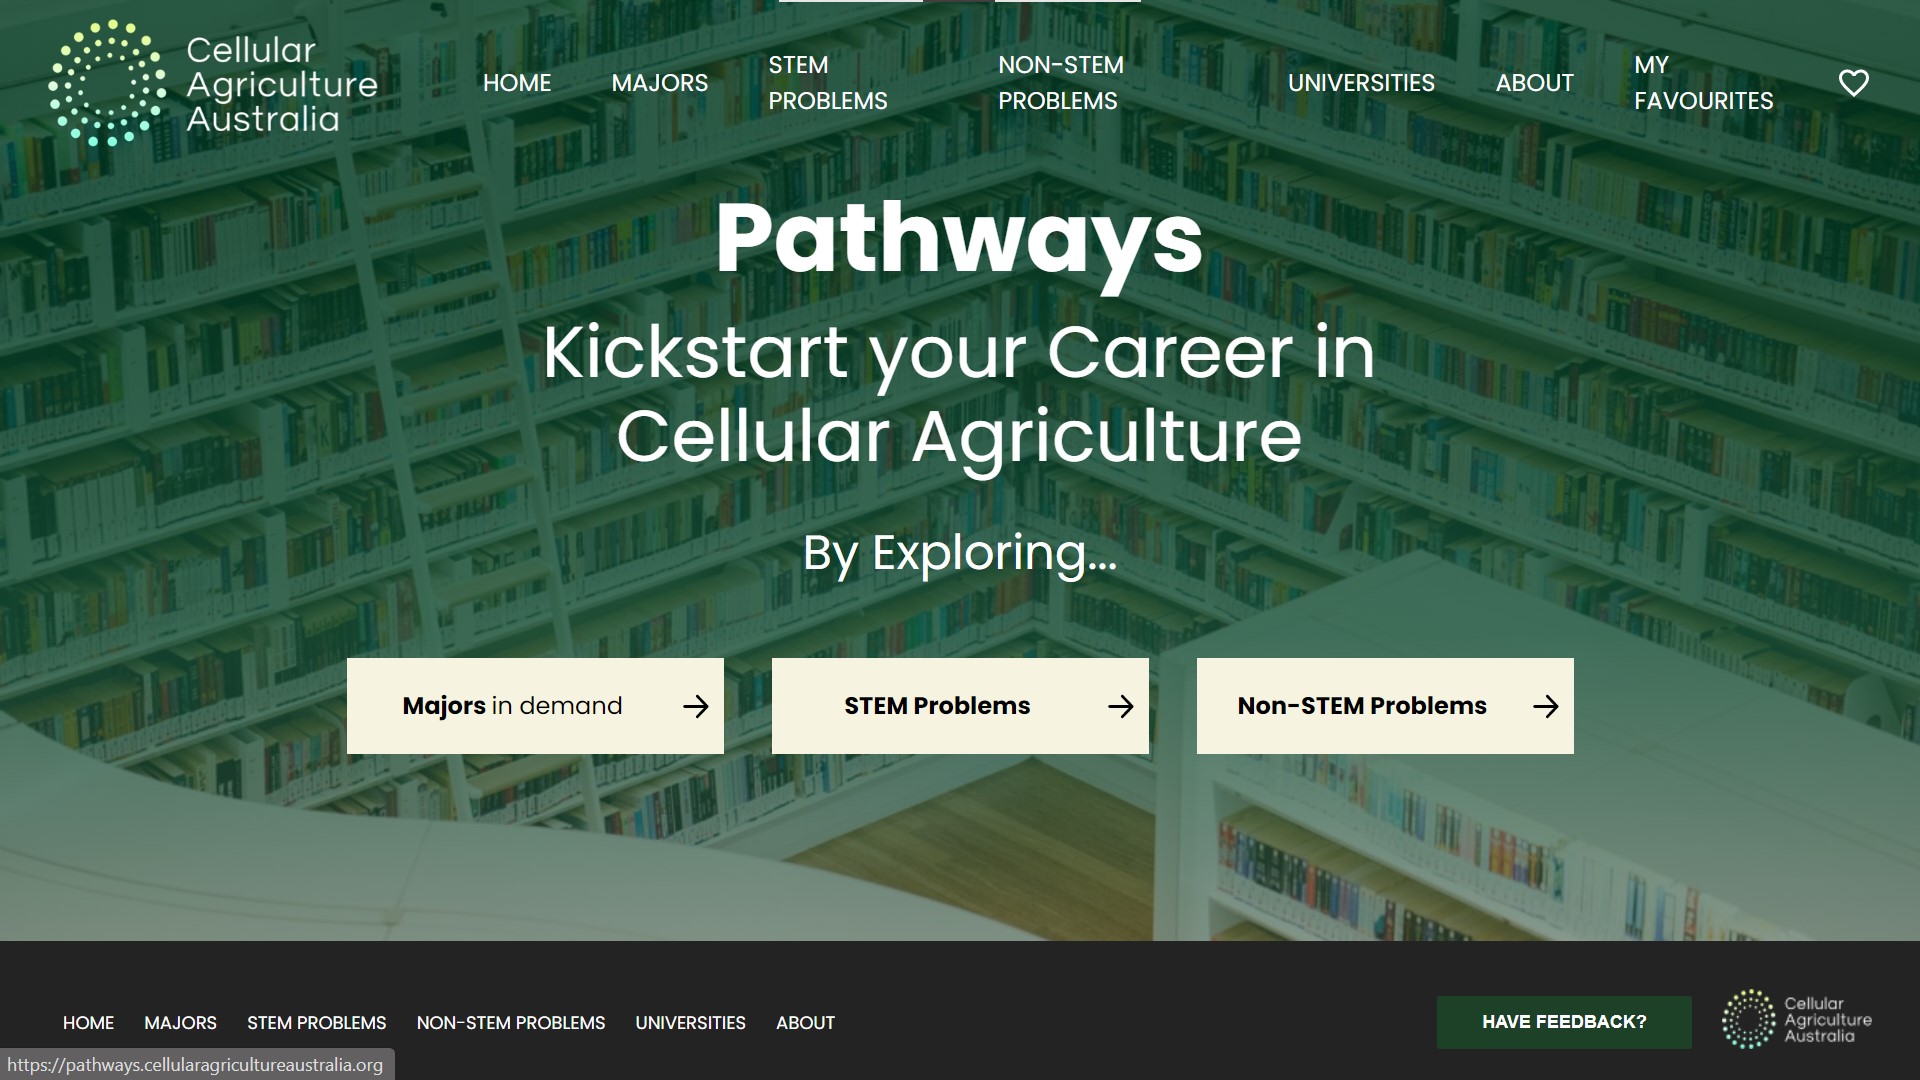 Cellular
Agriculture
Australia
HOME
MAJORS
STEM
PROBLEMS
NON-STEM
PROBLEMS
UNIVERSITIES
ABOUT
MY
FAVOURITES
Pathways
Kickstart your Career in
Cellular Agriculture
By Exploring...
Majors in demand
STEM Problems
Non-STEM Problems
HOME
MAJORS
STEM PROBLEMS
NON-STEM PROBLEMS
UNIVERSITIES
ABOUT
HAVE FEEDBACK?
Cellular
Agriculture
Australia
https://pathways.cellularagricultureaustralia.org